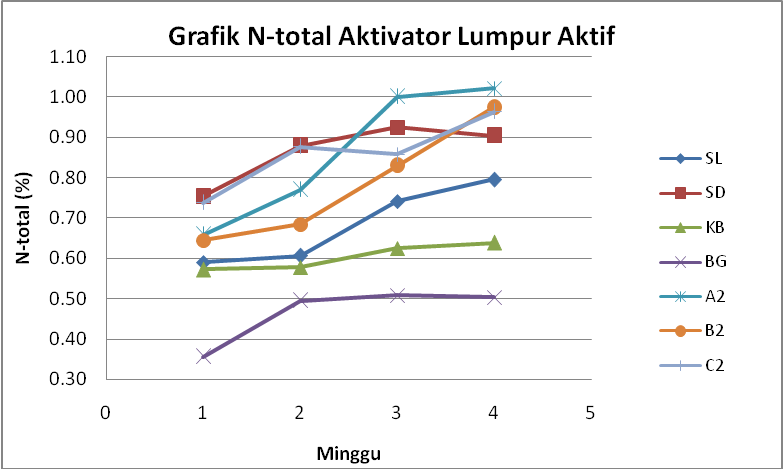 Grafik N-total Aktivator Lumpur Aktif
N-total (%)
1.10
1.00
0.90
0.80
0.70
0.60
0.50
0.40
0.30
0 1 2 3 4 5
Minggu
SL
SD
KB
BG
A2
B2
C2